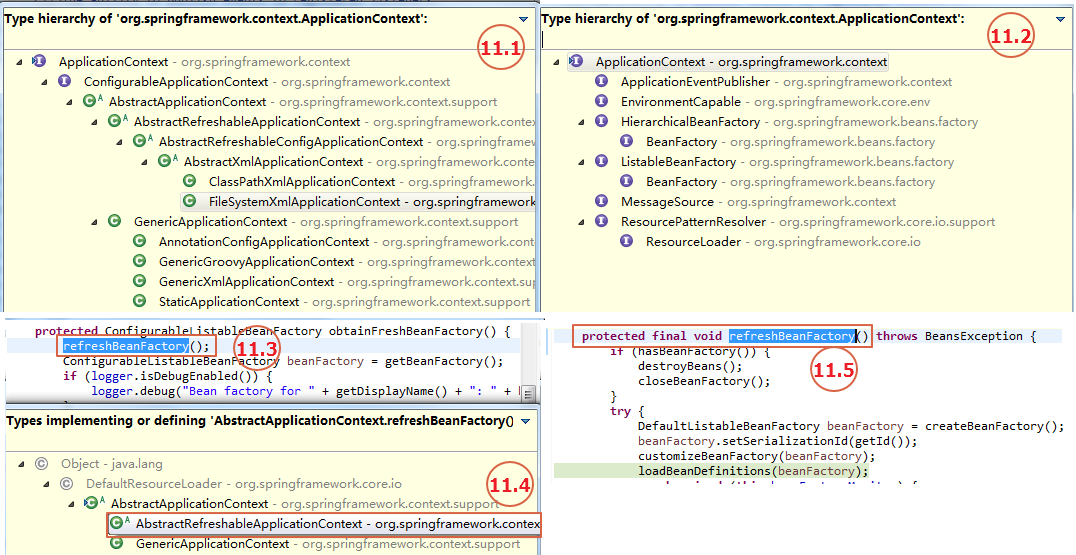 Type hierarchy of 'org.springframework.context.ApplicationContext':
11.1
ApplicationContext - org.springframework.context
ConfigurableApplicationContext - org.springframework.context
AbstractApplicationContext - org.springframework.context.support
AbstractRefreshableApplicationContext - org.springframework.contex
AbstractRefreshableConfigApplicationContext - org.springframework
AbstractXmlApplicationContext - org.springframework.conte
ClassPathXmlApplicationContext - org.springframework.
FileSystemXmlApplicationContext - org.springframework
GenericApplicationContext - org.springframework.context.support
AnnotationConfigApplicationContext - org.springframework.cont
GenericGroovyApplicationContext - org.springframework.context
GenericXmlApplicationContext - org.springframework.context.s
StaticApplicationContext - org.springframework.context.support
Type hierarchy of 'org.springframework.context.ApplicationContext':
11.2
ApplicationContext - org.springframework.context
ApplicationEventPublisher - org.springframework.context
EnvironmentCapable - org.springframework.core.env
HierarchicalBeanFactory - org.springframework.beans.factory
BeanFactory - org.springframework.beans.factory
ListableBeanFactory - org.springframework.beans.factory
BeanFactory - org.springframework.beans.factory
MessageSource - org.springframework.context
ResourcePatternResolver - org.springframework.core.io.support
ResourceLoader - org.springframework.core.io
protected ConfigurableListableBeanFactory obtainFreshBeanFactory() {
refreshBeanFactory();
11.3
ConfigurableListableBeanFactory beanFactory = getBeanFactory();
if (logger.isDebugEnabled()) {
logger.debug("Bean factory for " + getDisplayName() + ": " +
Types implementing or defining 'AbstractApplicationContext.refreshBeanFactory()
11.4
Object - java.lang
DefaultResourceLoader - org.springframework.core.io
AbstractApplicationContext - org.springframework.context.support
AbstractRefreshableApplicationContext - org.springframework.contex
GenericApplicationContext - org.springframework.context.support
protected final void refreshBeanFactory() throws BeansException {
11.5
if (hasBeanFactory()) {
destroyBeans();
closeBeanFactory();
}
try {
DefaultListableBeanFactory beanFactory = createBeanFactory();
beanFactory.setSerializationId(getId());
customizeBeanFactory(beanFactory);
loadBeanDefinitions(beanFactory);